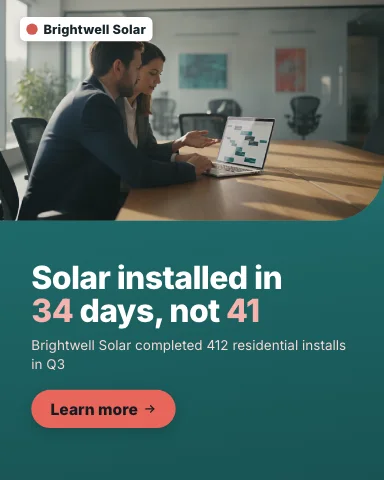 Brightwell Solar
Solar installed in
34 days, not 41
Brightwell Solar completed 412 residential installs
in Q3
Learn more →